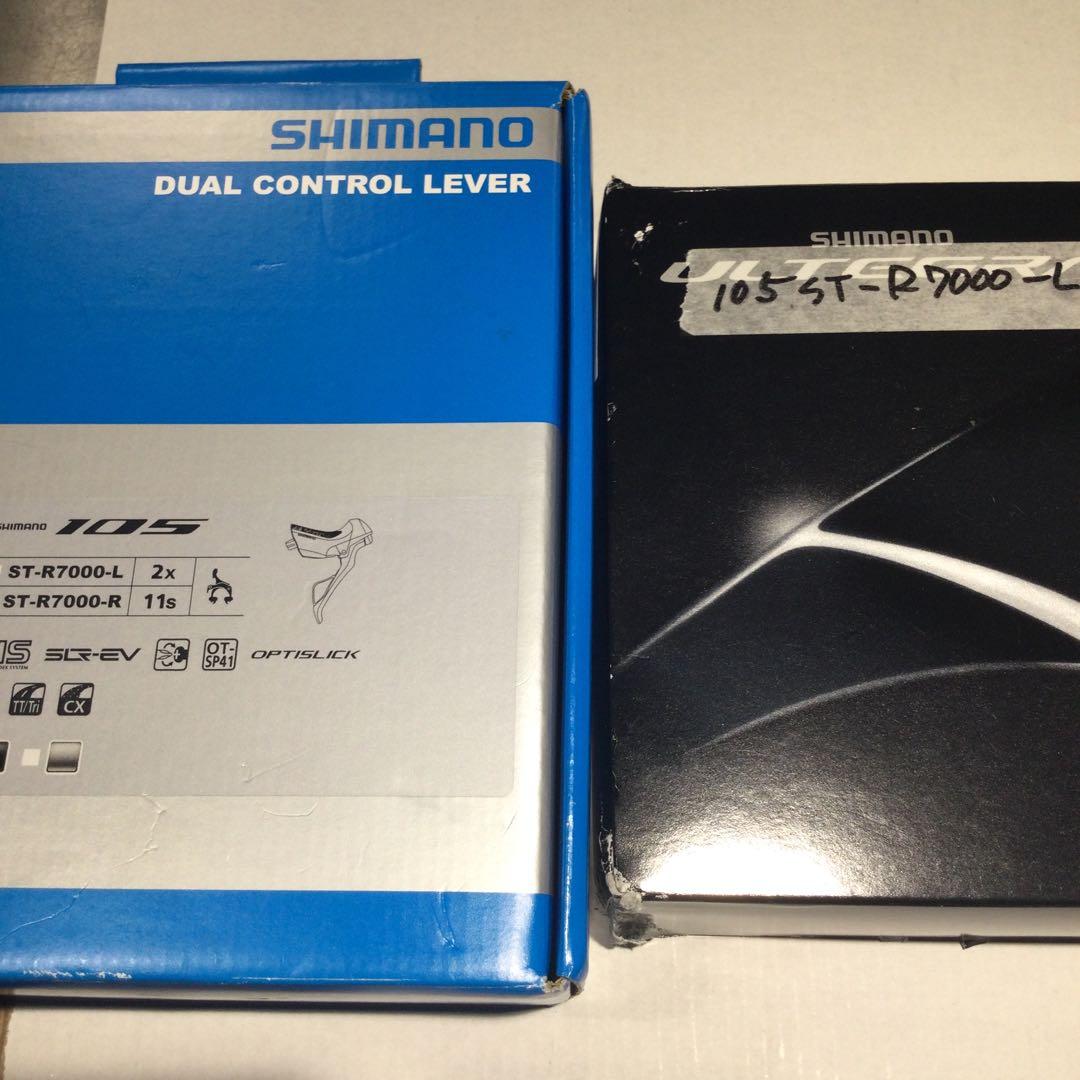 SHIMANO
DUAL CONTROL LEVER
SHIMANO 105
ST-R7000-L 2x
ST-R7000-R 11s
SLR-EV OT-SP41 OPTISLICK
TT/Tri CX
SHIMANO
ULTEGRA
105 ST-R7000-L